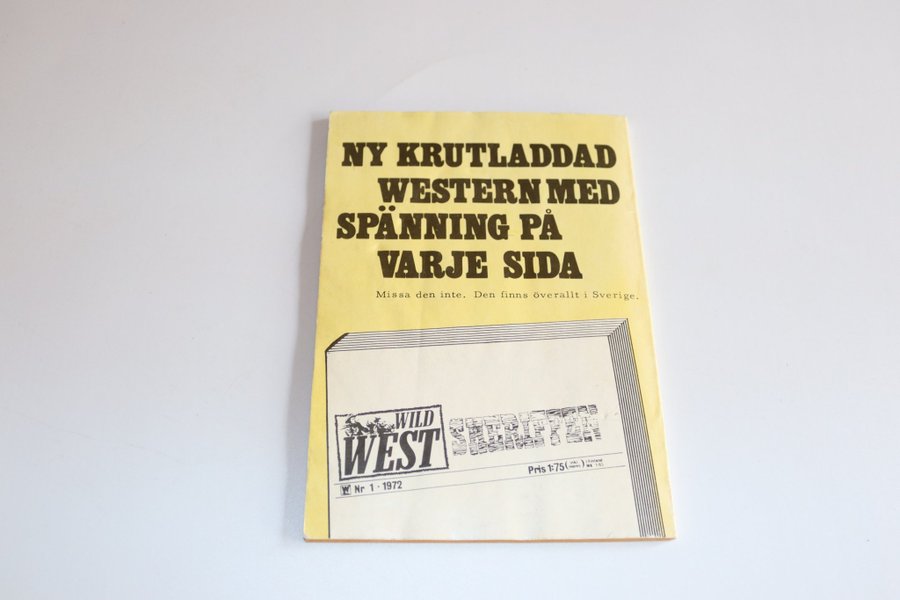 NY KRUTLADDAD
WESTERN MED
SPÄNNING PÅ
VARJE SIDA
Missa den inte. Den finns överallt i Sverige.
WILD
WEST
SHERIFFEN
W Nr 1 · 1972
Pris 1:75